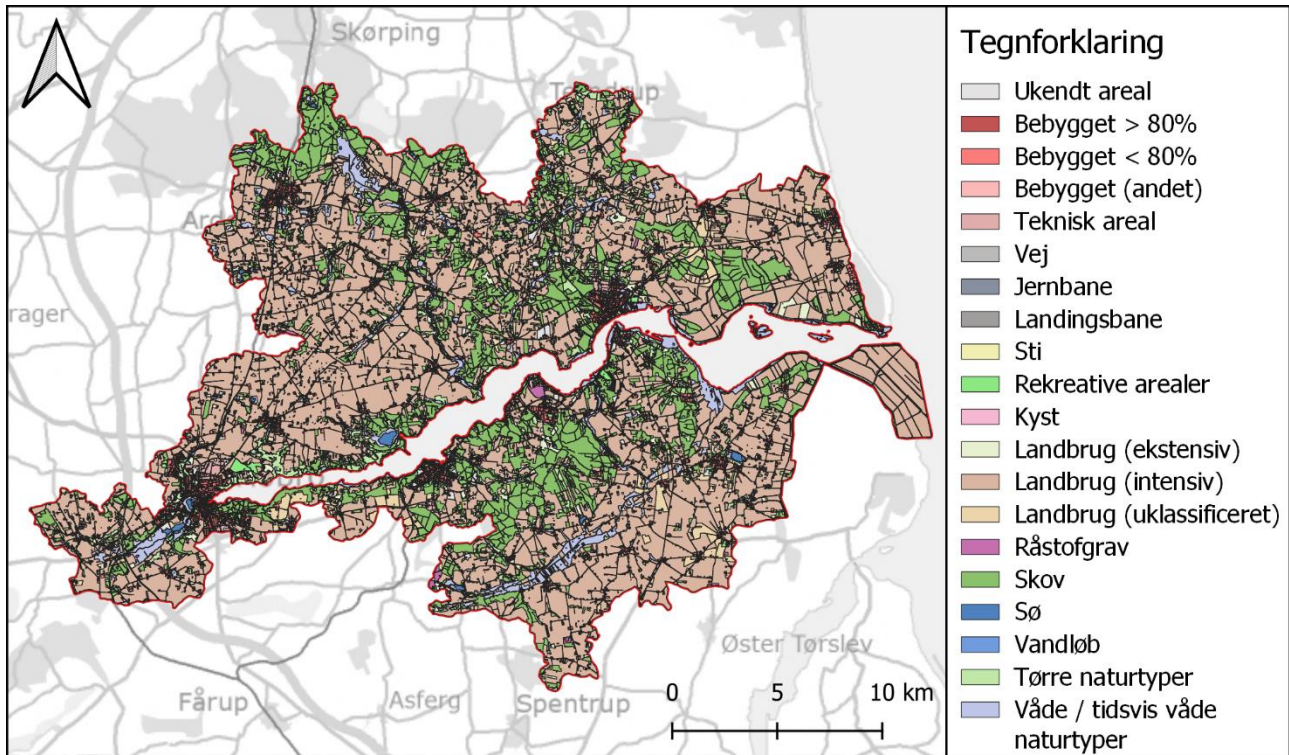 Skørping
rager
Fårup
Asferg
Spentrup
Øster Tørslev
0 5 10 km
Tegnforklaring
Ukendt areal
Bebygget > 80%
Bebygget < 80%
Bebygget (andet)
Teknisk areal
Vej
Jernbane
Landingsbane
Sti
Rekreative arealer
Kyst
Landbrug (ekstensiv)
Landbrug (intensiv)
Landbrug (uklassificeret)
Råstofgrav
Skov
Sø
Vandløb
Tørre naturtyper
Våde / tidsvis våde
naturtyper